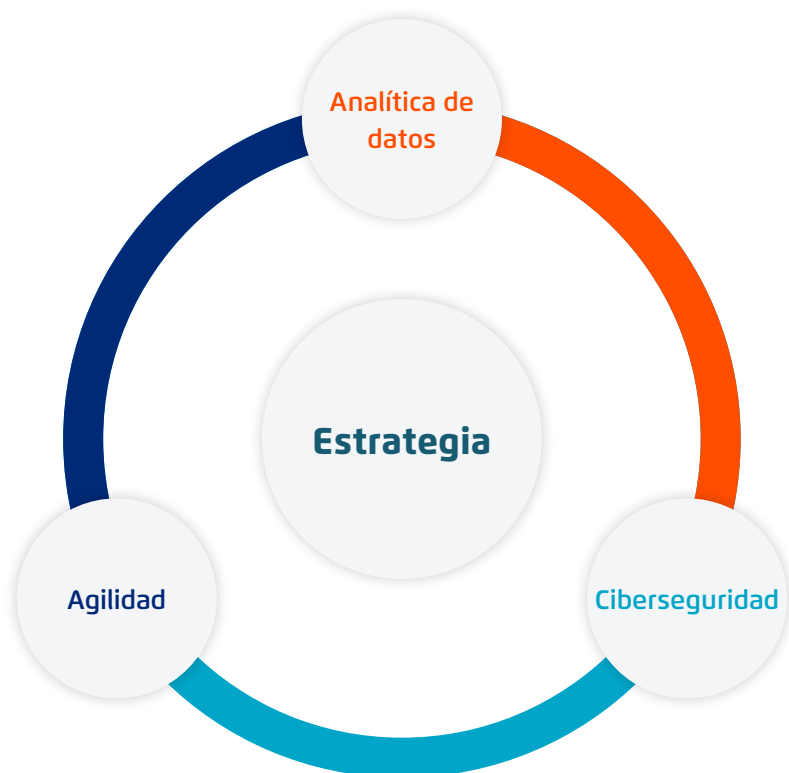 Analítica de
datos
Estrategia
Agilidad
Ciberseguridad